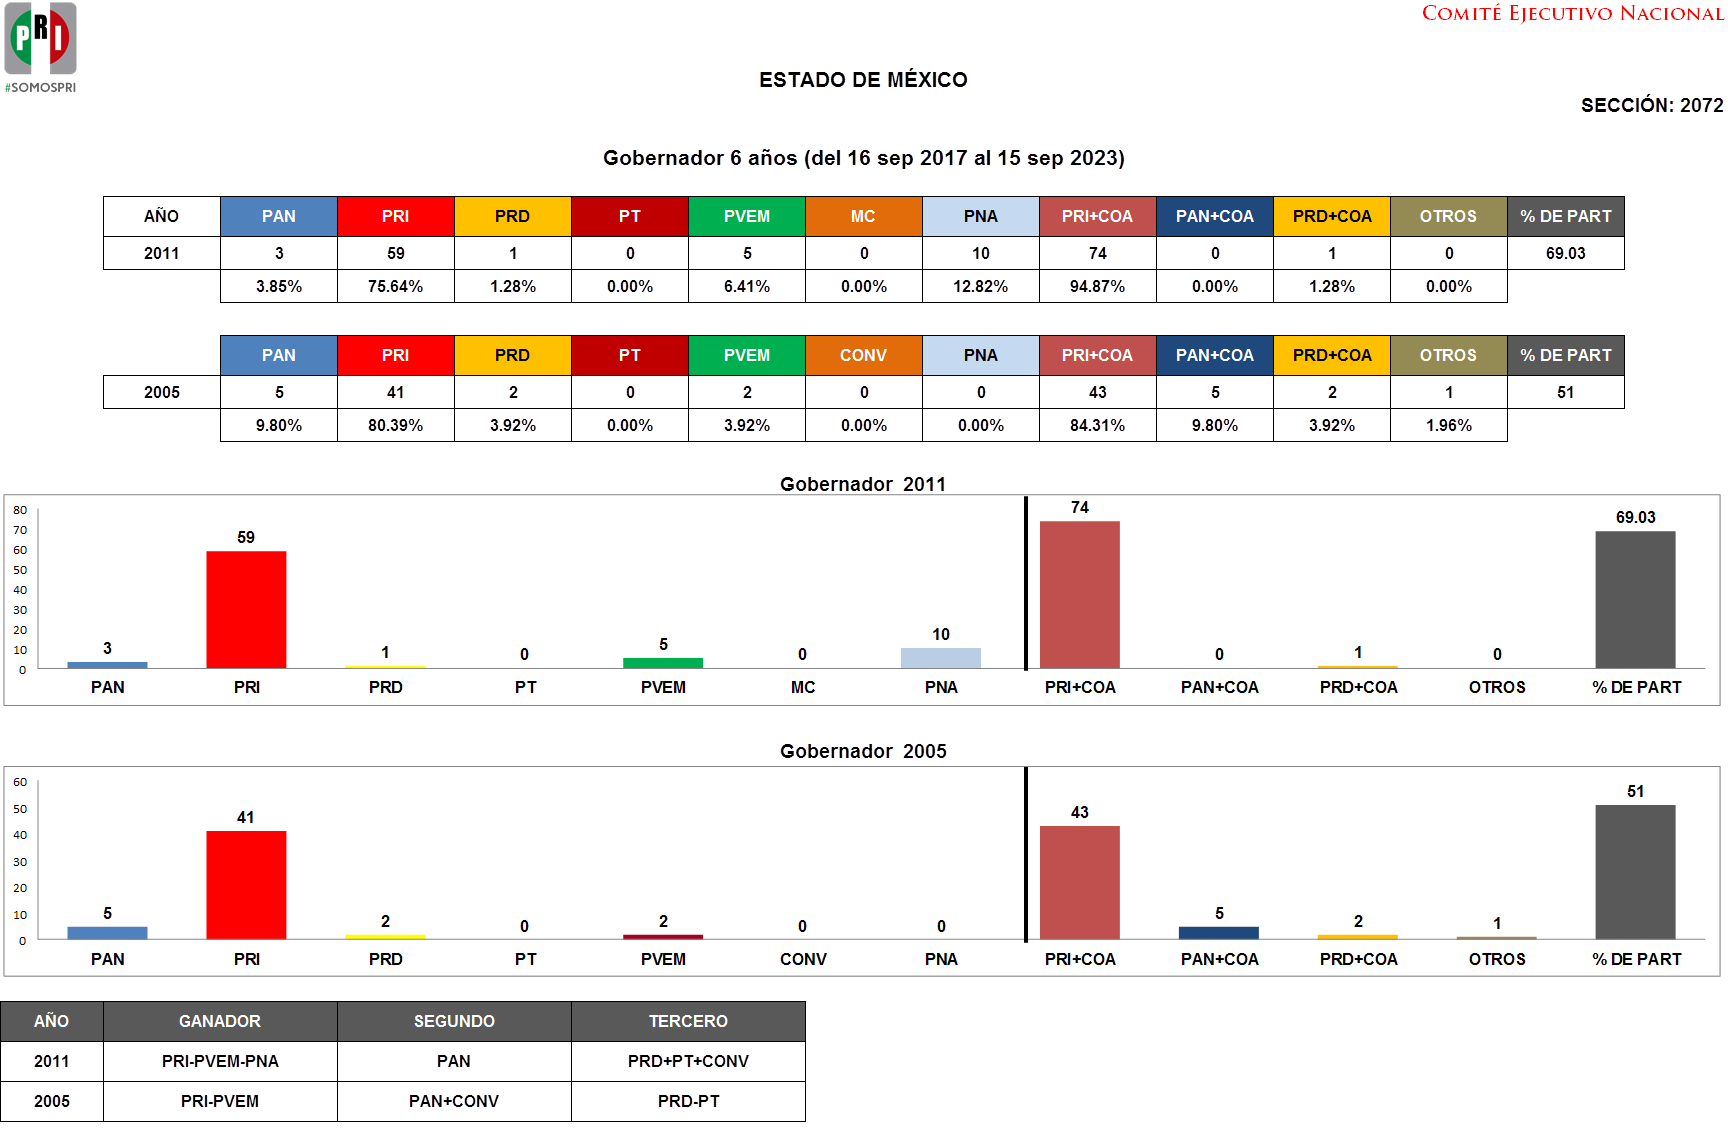 PRI
#SOMOSPRI
COMITÉ EJECUTIVO NACIONAL
ESTADO DE MÉXICO
SECCIÓN: 2072
Gobernador 6 años (del 16 sep 2017 al 15 sep 2023)
AÑO PAN PRI PRD PT PVEM MC PNA PRI+COA PAN+COA PRD+COA OTROS % DE PART
2011 3 59 1 0 5 0 10 74 0 1 0 69.03
3.85% 75.64% 1.28% 0.00% 6.41% 0.00% 12.82% 94.87% 0.00% 1.28% 0.00%
PAN PRI PRD PT PVEM CONV PNA PRI+COA PAN+COA PRD+COA OTROS % DE PART
2005 5 41 2 0 2 0 0 43 5 2 1 51
9.80% 80.39% 3.92% 0.00% 3.92% 0.00% 0.00% 84.31% 9.80% 3.92% 1.96%
Gobernador 2011
80
70
60
50
40
30
20
10
0
3 59 1 0 5 0 10 74 0 1 0 69.03
PAN PRI PRD PT PVEM MC PNA PRI+COA PAN+COA PRD+COA OTROS % DE PART
Gobernador 2005
60
50
40
30
20
10
0
5 41 2 0 2 0 0 43 5 2 1 51
PAN PRI PRD PT PVEM CONV PNA PRI+COA PAN+COA PRD+COA OTROS % DE PART
AÑO GANADOR SEGUNDO TERCERO
2011 PRI-PVEM-PNA PAN PRD+PT+CONV
2005 PRI-PVEM PAN+CONV PRD-PT